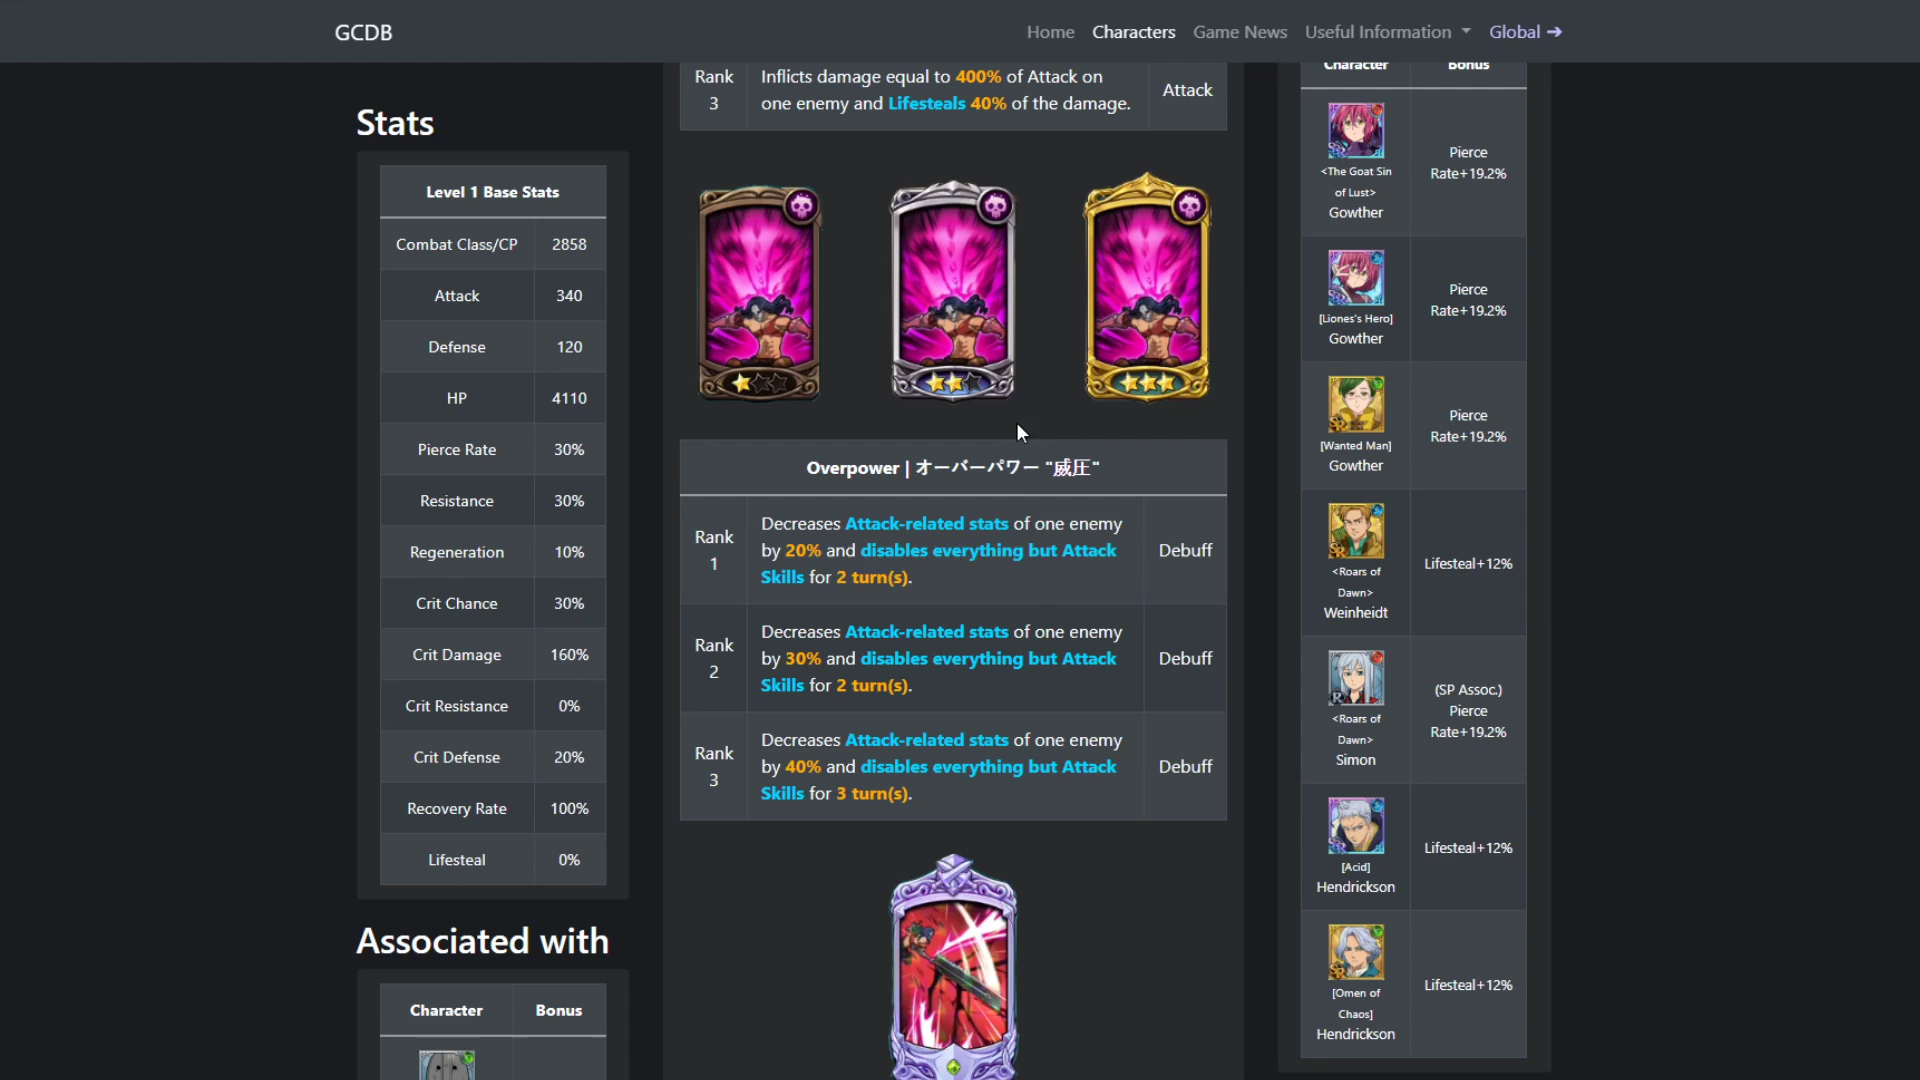 GCDB
Home Characters Game News Useful Information Global →
Stats
Level 1 Base Stats
Combat Class/CP 2858
Attack 340
Defense 120
HP 4110
Pierce Rate 30%
Resistance 30%
Regeneration 10%
Crit Chance 30%
Crit Damage 160%
Crit Resistance 0%
Crit Defense 20%
Recovery Rate 100%
Lifesteal 0%
Associated with
Character Bonus
Rank
3
Inflicts damage equal to 400% of Attack on
one enemy and Lifesteals 40% of the damage.
Attack
Overpower | オーバーパワー "威圧"
Rank
1
Decreases Attack-related stats of one enemy
by 20% and disables everything but Attack
Skills for 2 turn(s).
Debuff
Rank
2
Decreases Attack-related stats of one enemy
by 30% and disables everything but Attack
Skills for 2 turn(s).
Debuff
Rank
3
Decreases Attack-related stats of one enemy
by 40% and disables everything but Attack
Skills for 3 turn(s).
Debuff
Character Bonus
SR
<The Goat Sin
of Lust>
Gowther
Pierce
Rate+19.2%
SR
[Liones's Hero]
Gowther
Pierce
Rate+19.2%
SR
[Wanted Man]
Gowther
Pierce
Rate+19.2%
SR
<Roars of
Dawn>
Weinheidt
Lifesteal+12%
R
<Roars of
Dawn>
Simon
(SP Assoc.)
Pierce
Rate+19.2%
SR
[Acid]
Hendrickson
Lifesteal+12%
SR
[Omen of
Chaos]
Hendrickson
Lifesteal+12%